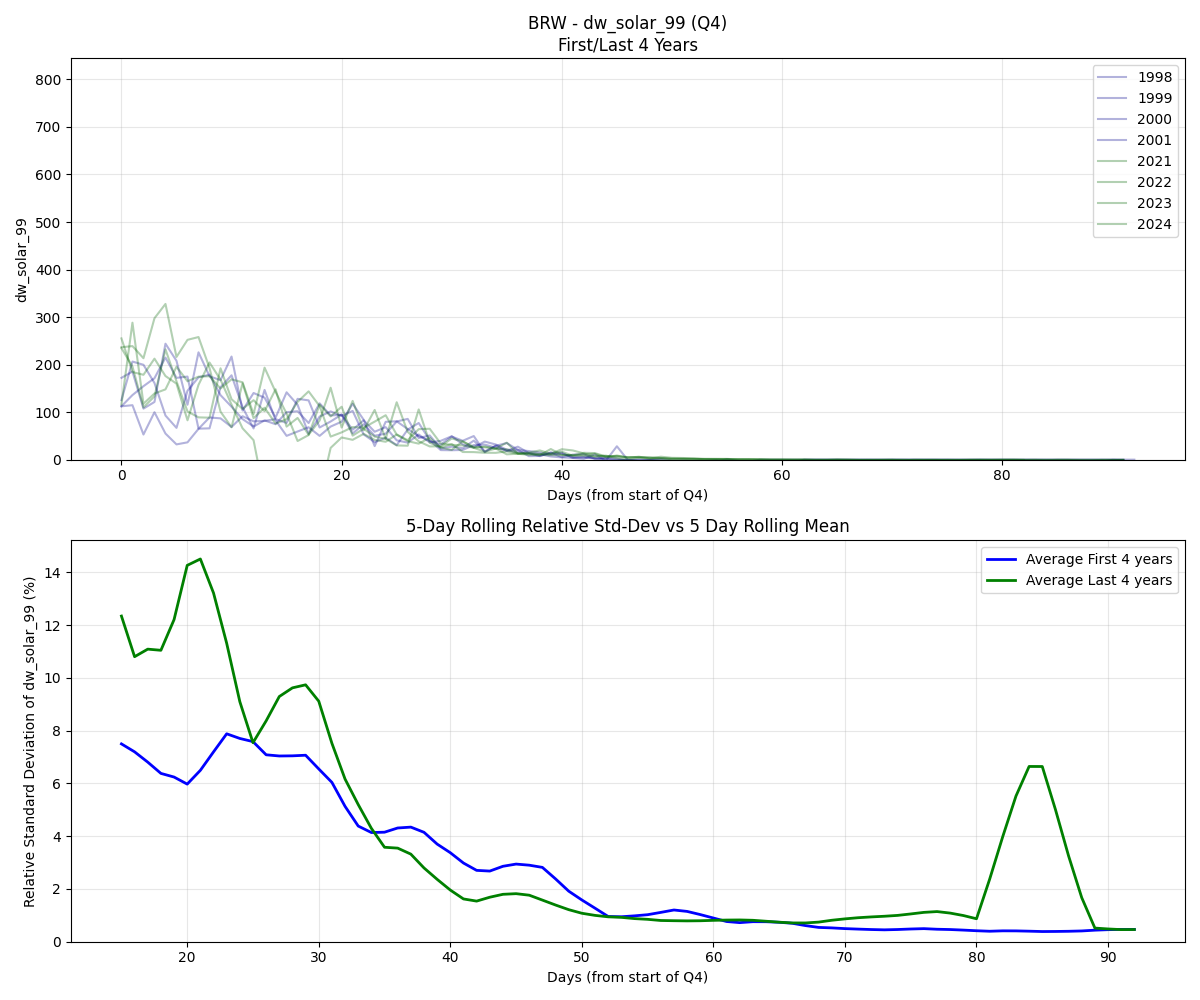 BRW - dw_solar_99 (Q4)
First/Last 4 Years
800
700
600
500
400
300
200
100
0
dw_solar_99
1998
1999
2000
2001
2021
2022
2023
2024
0 20 40 60 80
Days (from start of Q4)
5-Day Rolling Relative Std-Dev vs 5 Day Rolling Mean
14
12
10
8
6
4
2
0
Relative Standard Deviation of dw_solar_99 (%)
Average First 4 years
Average Last 4 years
20 30 40 50 60 70 80 90
Days (from start of Q4)